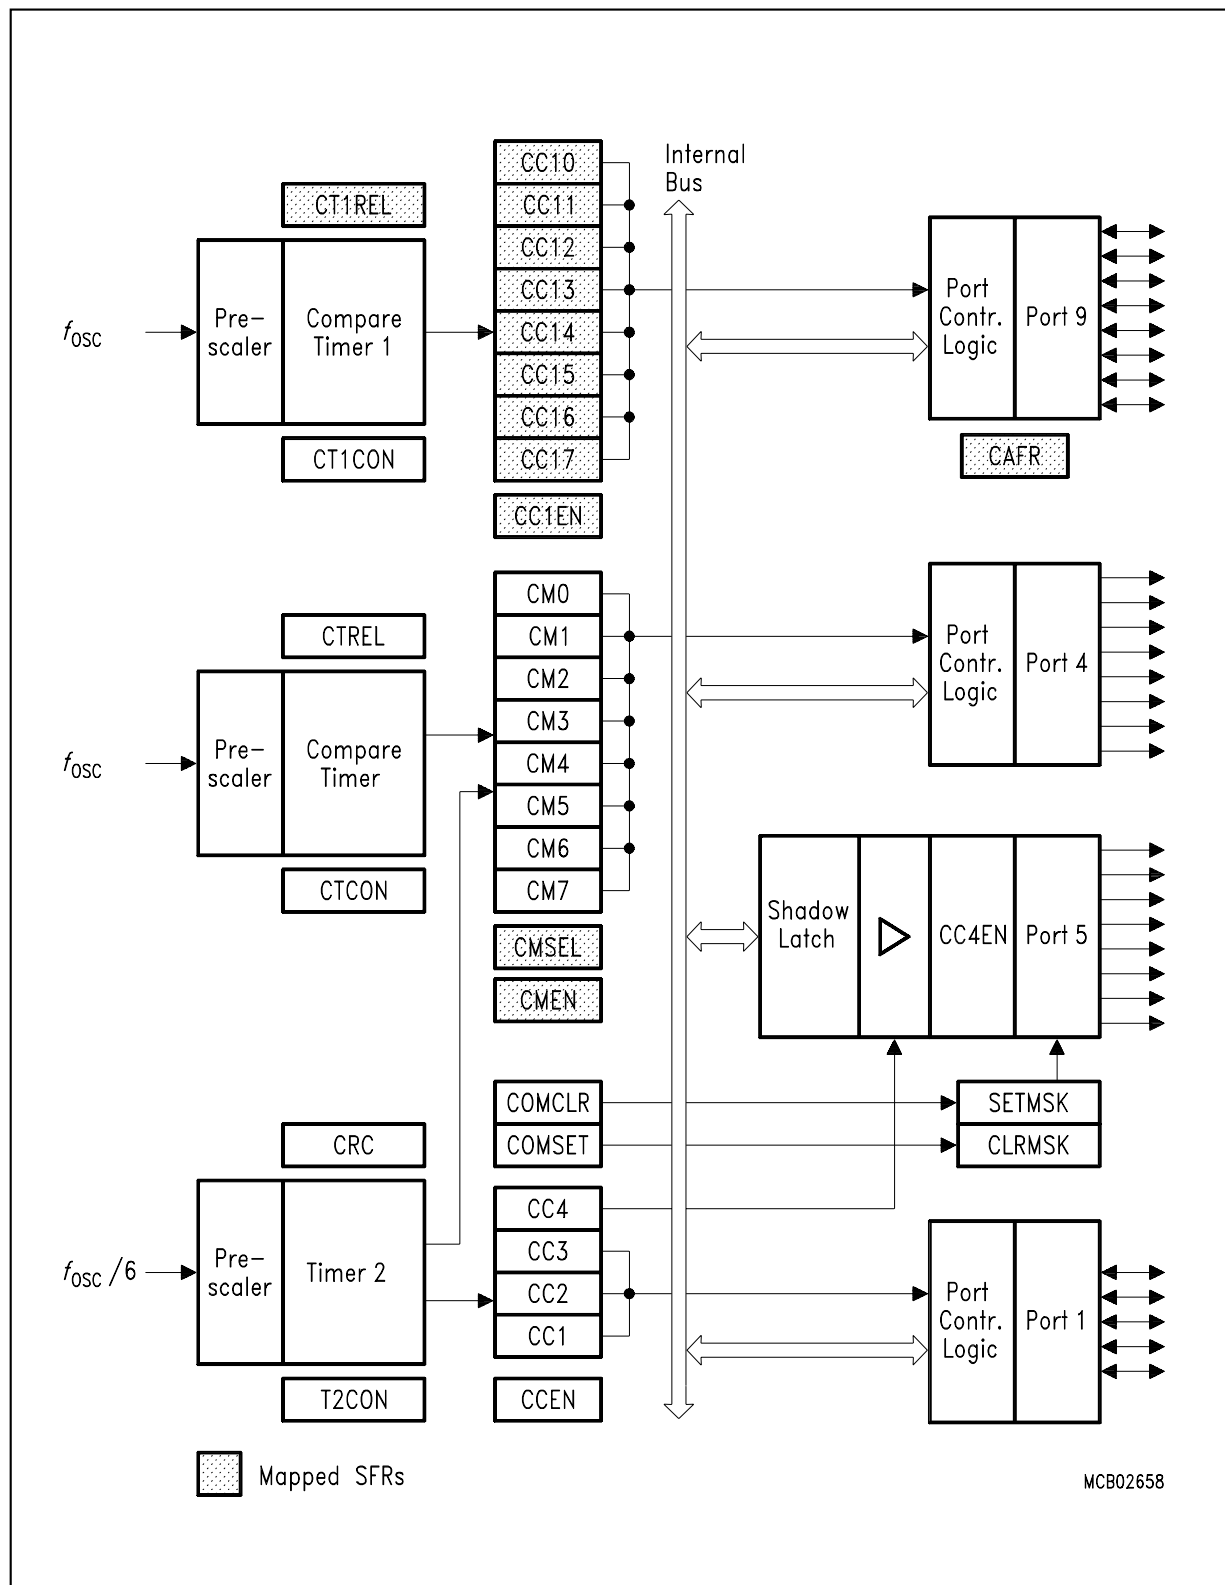 Internal
Bus
CC10
CC11
CC12
CC13
CC14
CC15
CC16
CC17
CC1EN
CT1REL
fOSC
Pre–
scaler
Compare
Timer 1
CT1CON
Port
Contr.
Logic
Port 9
CAFR
CM0
CM1
CM2
CM3
CM4
CM5
CM6
CM7
CMSEL
CMEN
CTREL
fOSC
Pre–
scaler
Compare
Timer
CTCON
Port
Contr.
Logic
Port 4
Shadow
Latch
CC4EN
Port 5
COMCLR
COMSET
SETMSK
CLRMSK
CRC
fOSC /6
Pre–
scaler
Timer 2
T2CON
CC4
CC3
CC2
CC1
CCEN
Port
Contr.
Logic
Port 1
Mapped SFRs
MCB02658